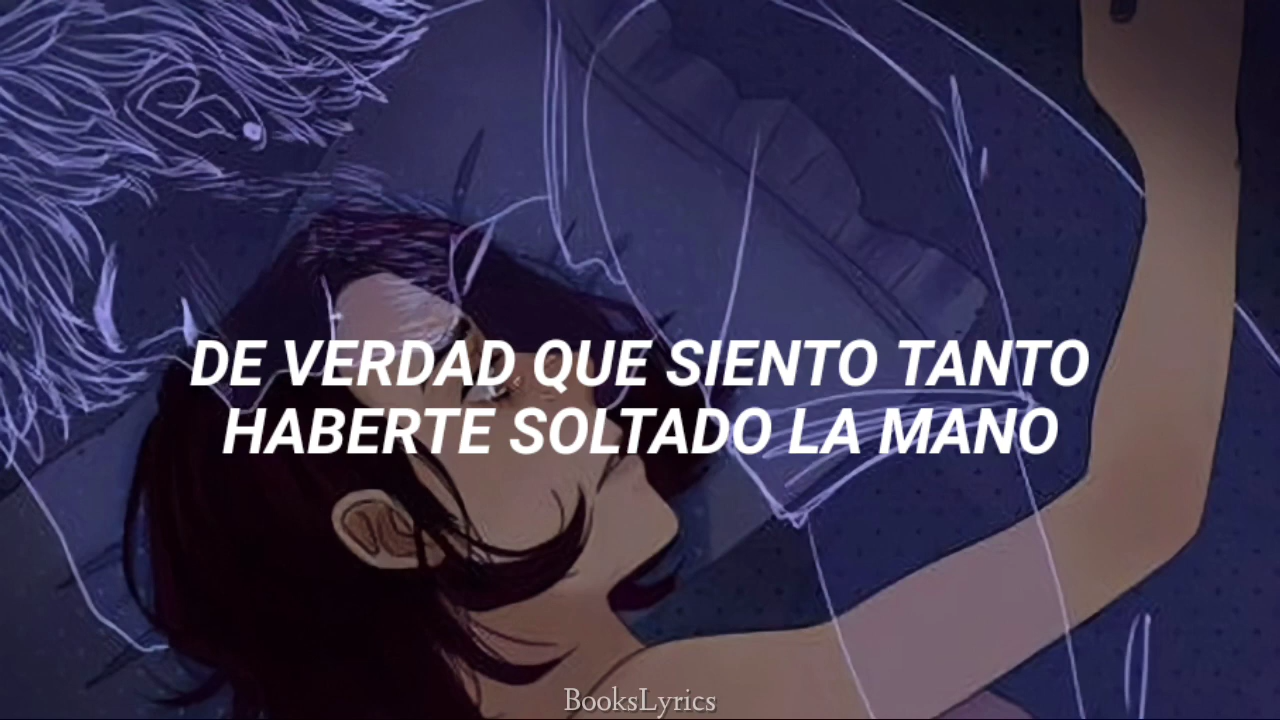 DE VERDAD QUE SIENTO TANTO
HABERTE SOLTADO LA MANO
BooksLyrics